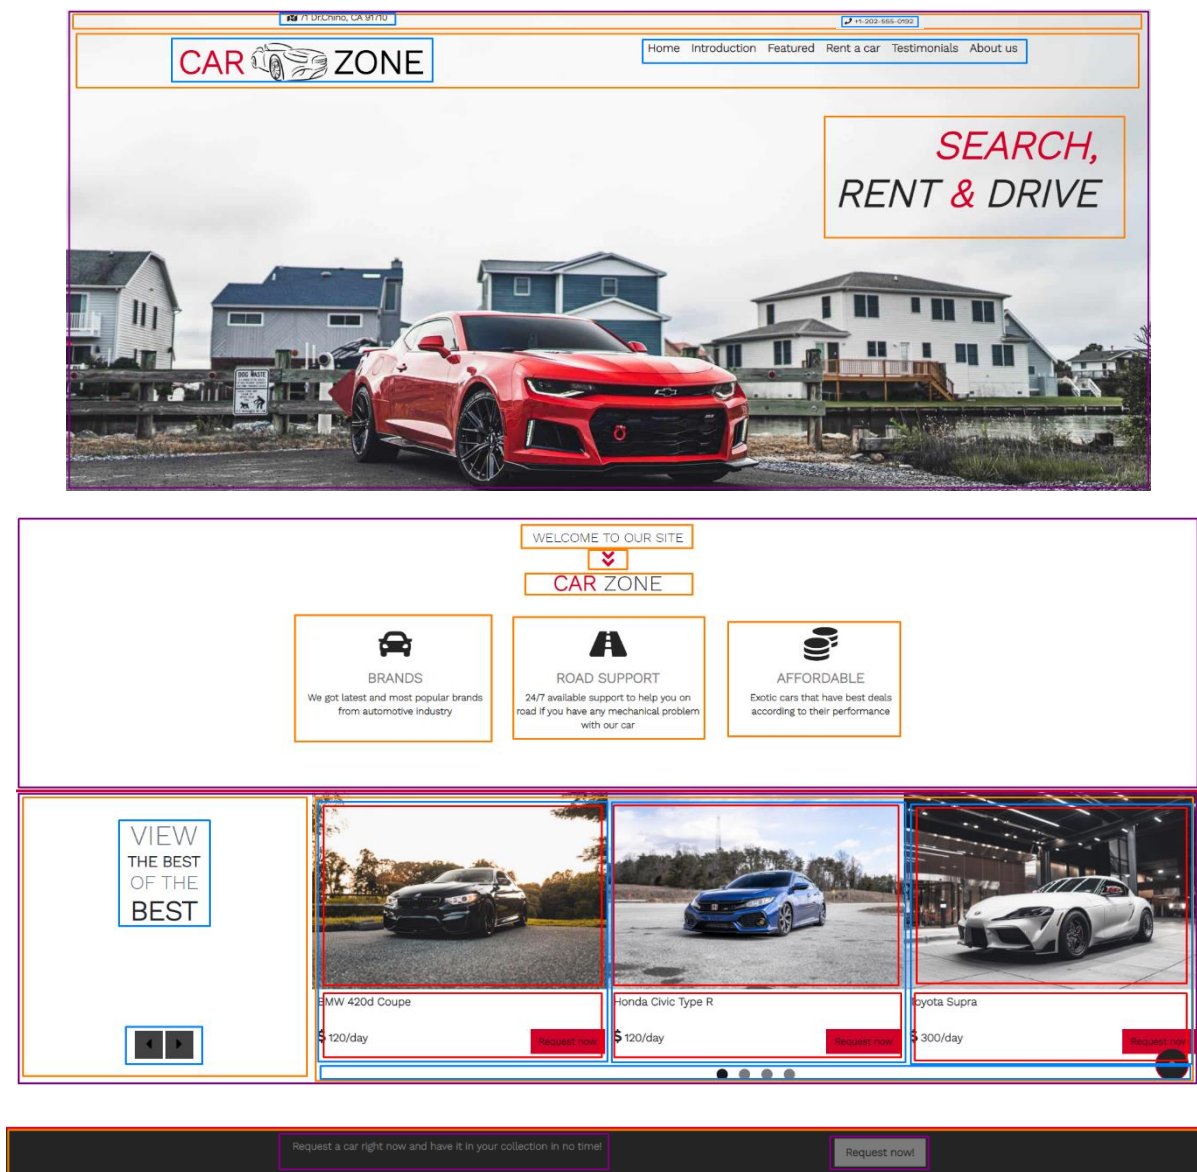 71 Dr.Chino, CA 91710
+1-202-555-0192
CAR ZONE
Home Introduction Featured Rent a car Testimonials About us
SEARCH,
RENT & DRIVE
DOG WASTE
WELCOME TO OUR SITE
CAR ZONE
BRANDS
We got latest and most popular brands
from automotive industry
ROAD SUPPORT
24/7 available support to help you on
road if you have any mechanical problem
with our car
AFFORDABLE
Exotic cars that have best deals
according to their performance
VIEW
THE BEST
OF THE
BEST
BMW 420d Coupe
$ 120/day
Request now
Honda Civic Type R
$ 120/day
Request now
Toyota Supra
$ 300/day
Request now
Request a car right now and have it in your collection in no time!
Request now!